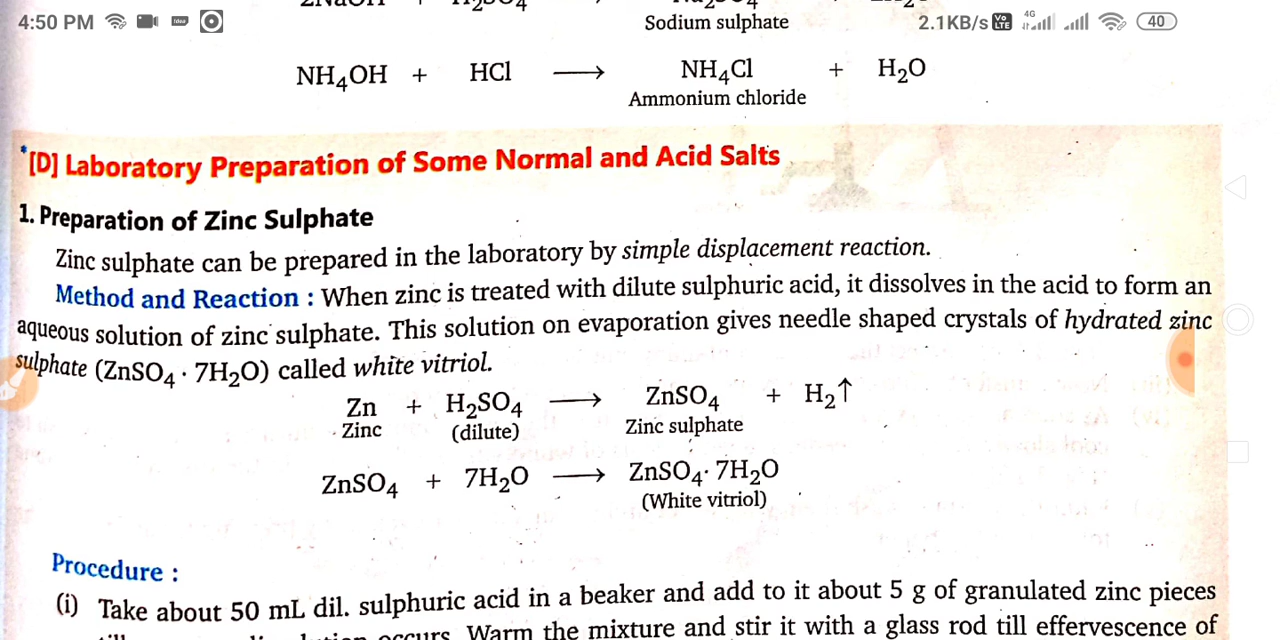 4:50 PM 2.1KB/s Vo LTE 4G 40
Sodium sulphate
NH₄OH + HCl ⟶ NH₄Cl + H₂O
Ammonium chloride
*[D] Laboratory Preparation of Some Normal and Acid Salts
1. Preparation of Zinc Sulphate
Zinc sulphate can be prepared in the laboratory by simple displacement reaction.
Method and Reaction : When zinc is treated with dilute sulphuric acid, it dissolves in the acid to form an
aqueous solution of zinc sulphate. This solution on evaporation gives needle shaped crystals of hydrated zinc
sulphate (ZnSO₄ · 7H₂O) called white vitriol.
Zn + H₂SO₄ ⟶ ZnSO₄ + H₂↑
Zinc (dilute) Zinc sulphate
ZnSO₄ + 7H₂O ⟶ ZnSO₄· 7H₂O
(White vitriol)
Procedure :
(i) Take about 50 mL dil. sulphuric acid in a beaker and add to it about 5 g of granulated zinc pieces
occurs. Warm the mixture and stir it with a glass rod till effervescence of